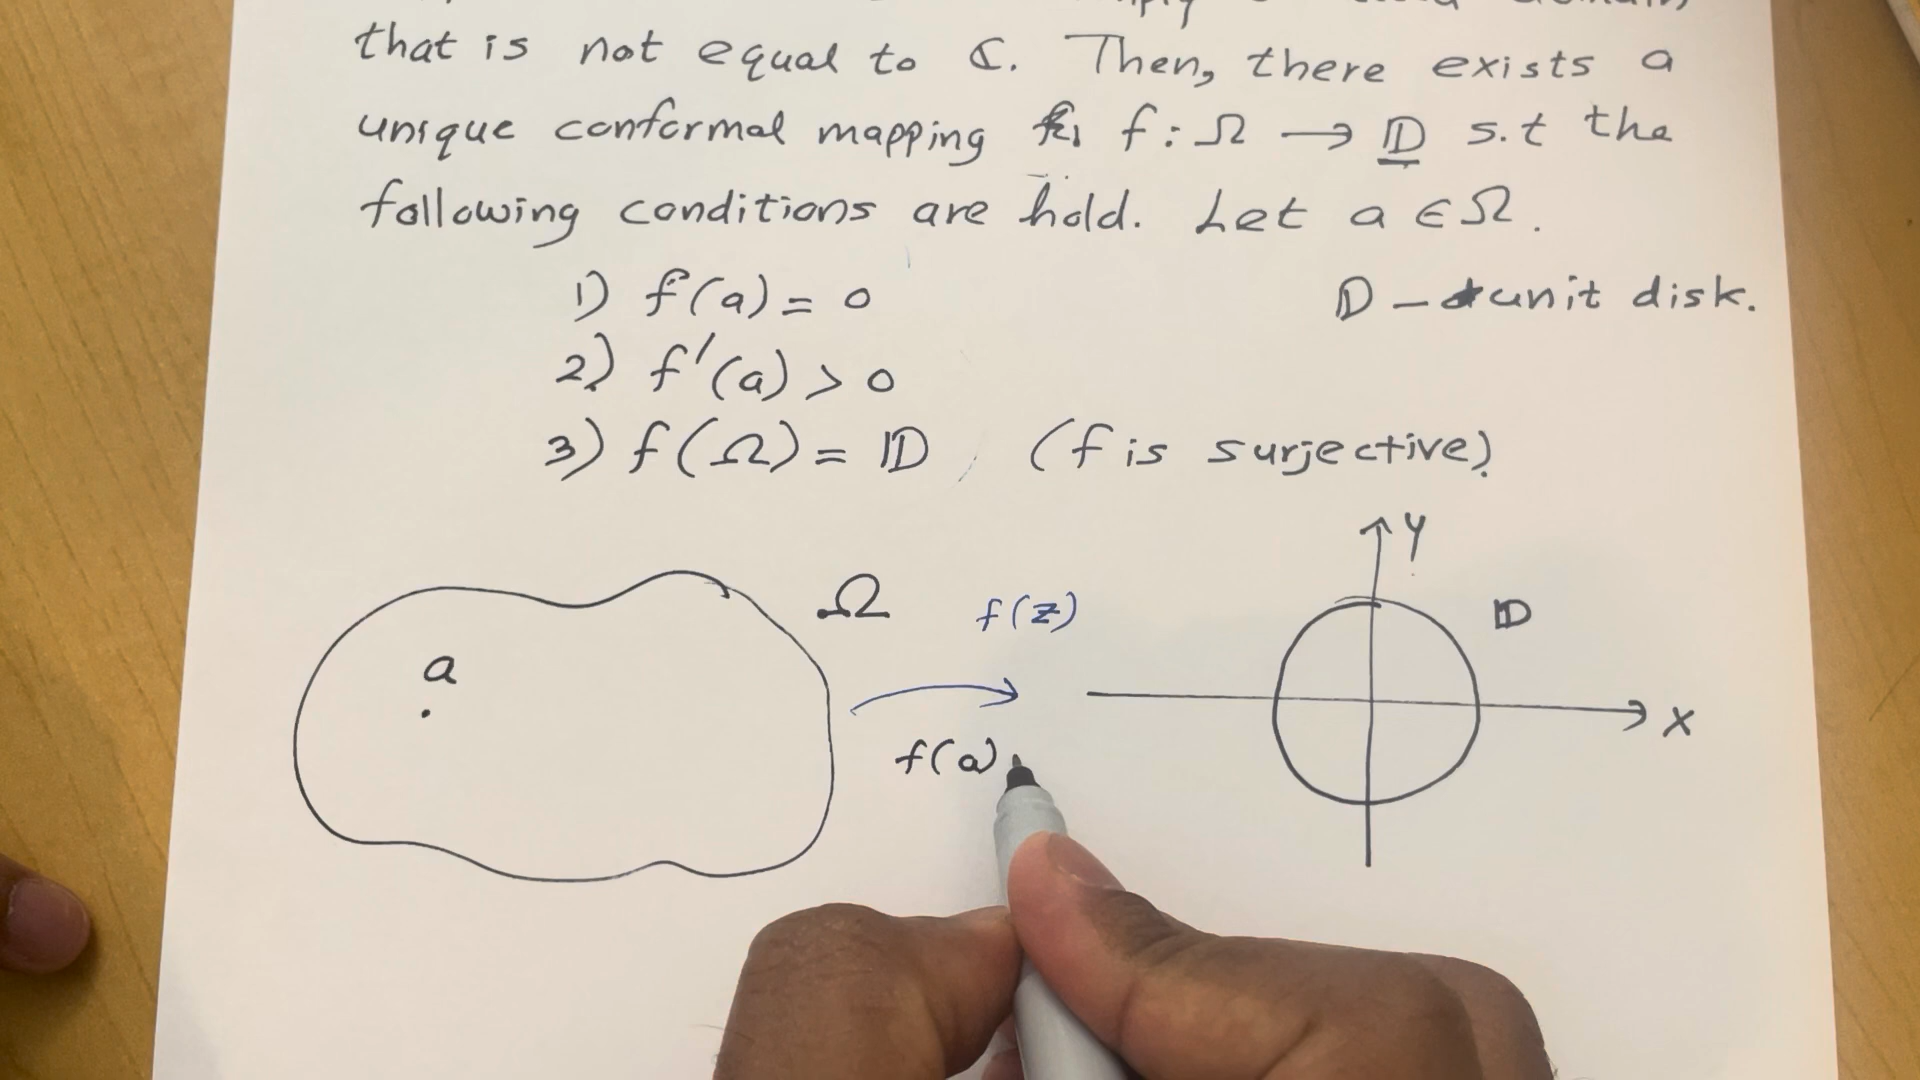 that is not equal to ℂ. Then, there exists a
unique conformal mapping f: Ω → 𝔻 s.t the
following conditions are hold. Let a ∈ Ω.
1) f(a) = 0
𝔻 - unit disk.
2) f'(a) > 0
3) f(Ω) = 𝔻 (f is surjective)
y
Ω
f(z)
𝔻
a
x
f(a)